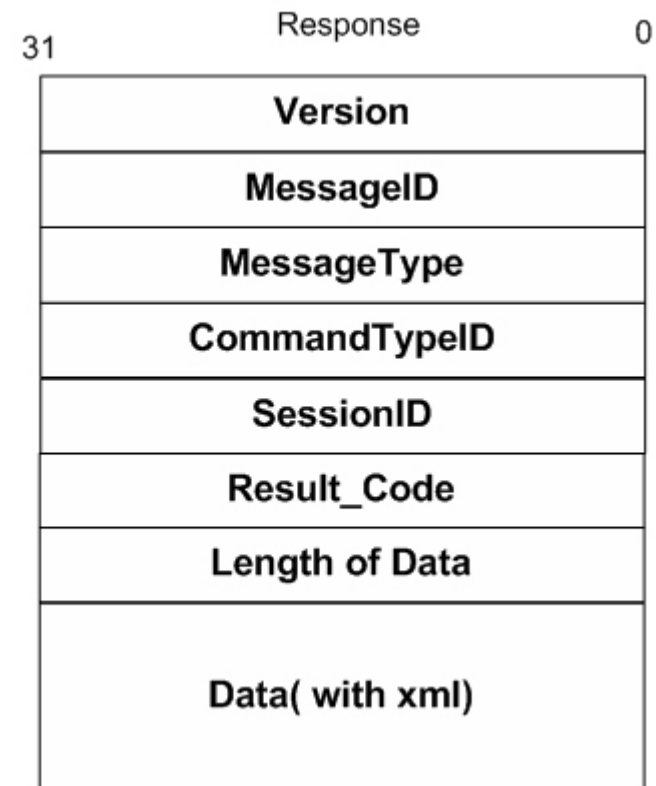 Response
31 0
Version
MessageID
MessageType
CommandTypeID
SessionID
Result_Code
Length of Data
Data( with xml)